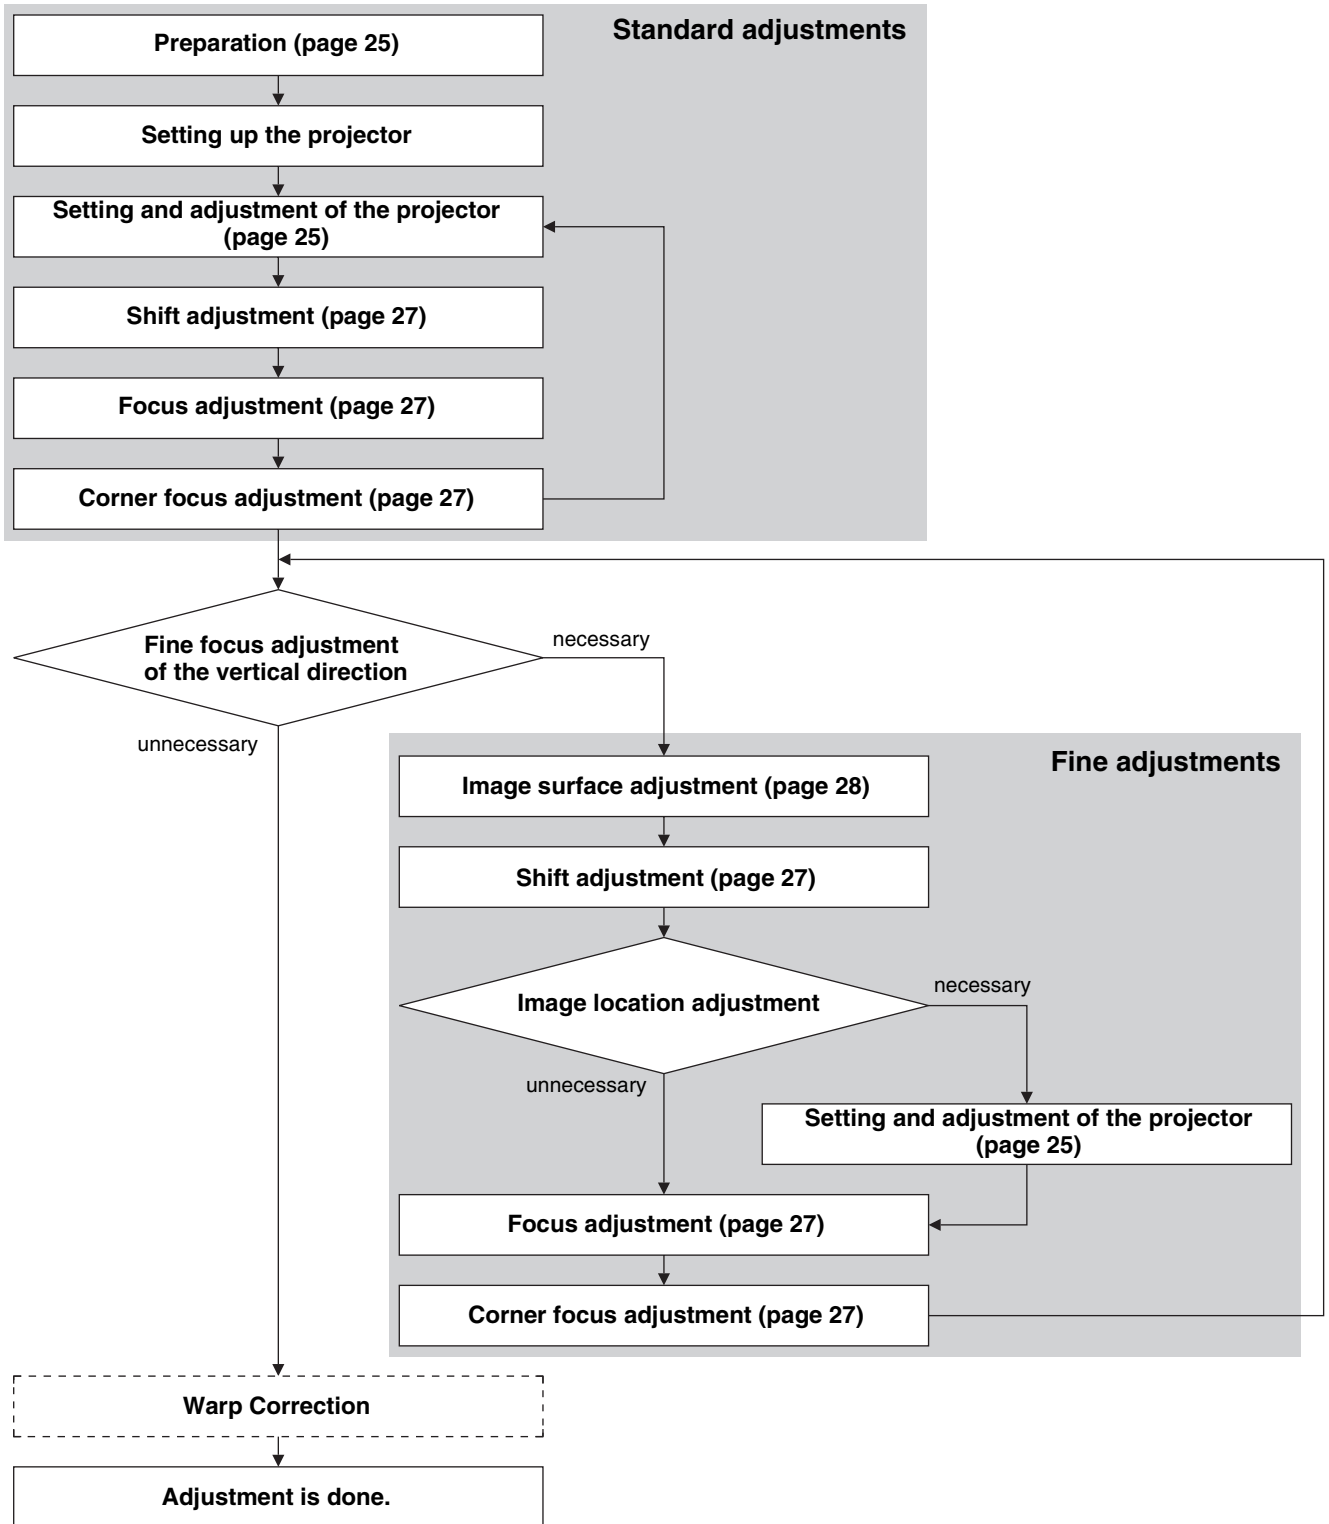 Standard adjustments
Preparation (page 25)
Setting up the projector
Setting and adjustment of the projector
(page 25)
Shift adjustment (page 27)
Focus adjustment (page 27)
Corner focus adjustment (page 27)
Fine focus adjustment
of the vertical direction
necessary
unnecessary
Fine adjustments
Image surface adjustment (page 28)
Shift adjustment (page 27)
Image location adjustment
necessary
unnecessary
Setting and adjustment of the projector
(page 25)
Focus adjustment (page 27)
Corner focus adjustment (page 27)
Warp Correction
Adjustment is done.